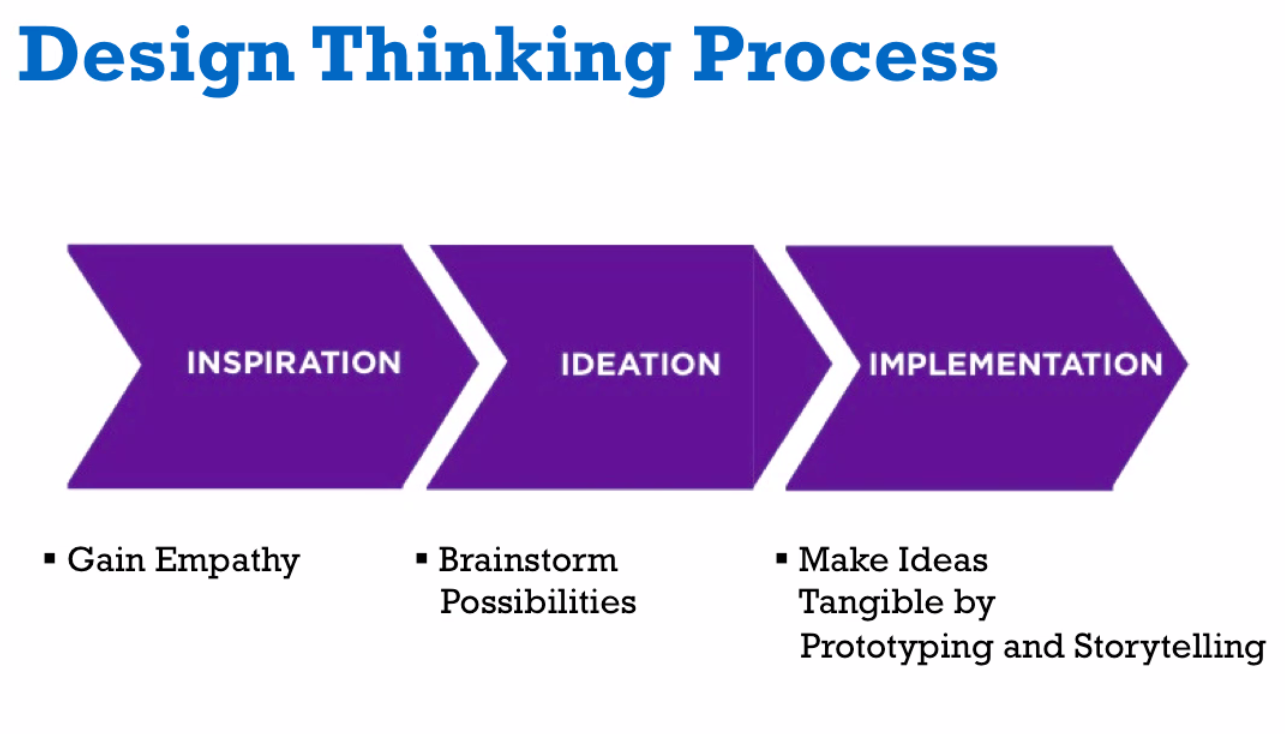 Design Thinking Process
INSPIRATION
IDEATION
IMPLEMENTATION
▪ Gain Empathy
▪ Brainstorm
Possibilities
▪ Make Ideas
Tangible by
Prototyping and Storytelling